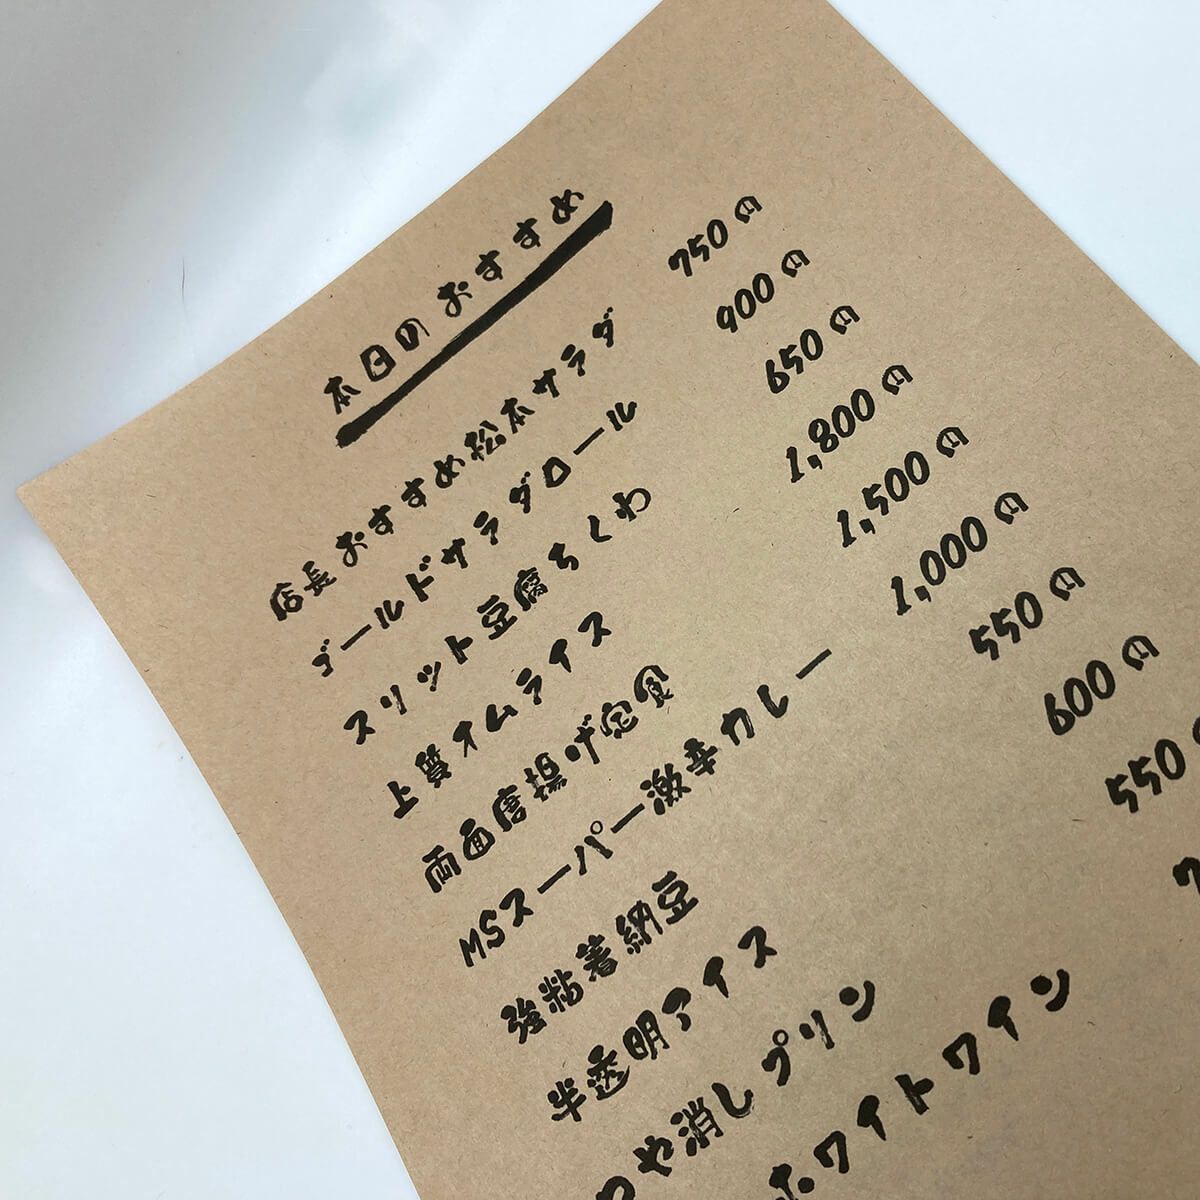 本日のおすすめ
店長おすすめ松本サラダ 750円
ゴールドサラダロール 900円
スリット豆腐ちくわ 650円
上質オムライス 1,800円
両面唐揚げ定食 1,500円
MSスーパー激辛カレー 1,000円
強粘着納豆 550円
半透明アイス 600円
つや消しプリン 550円
ホワイトワイン 7